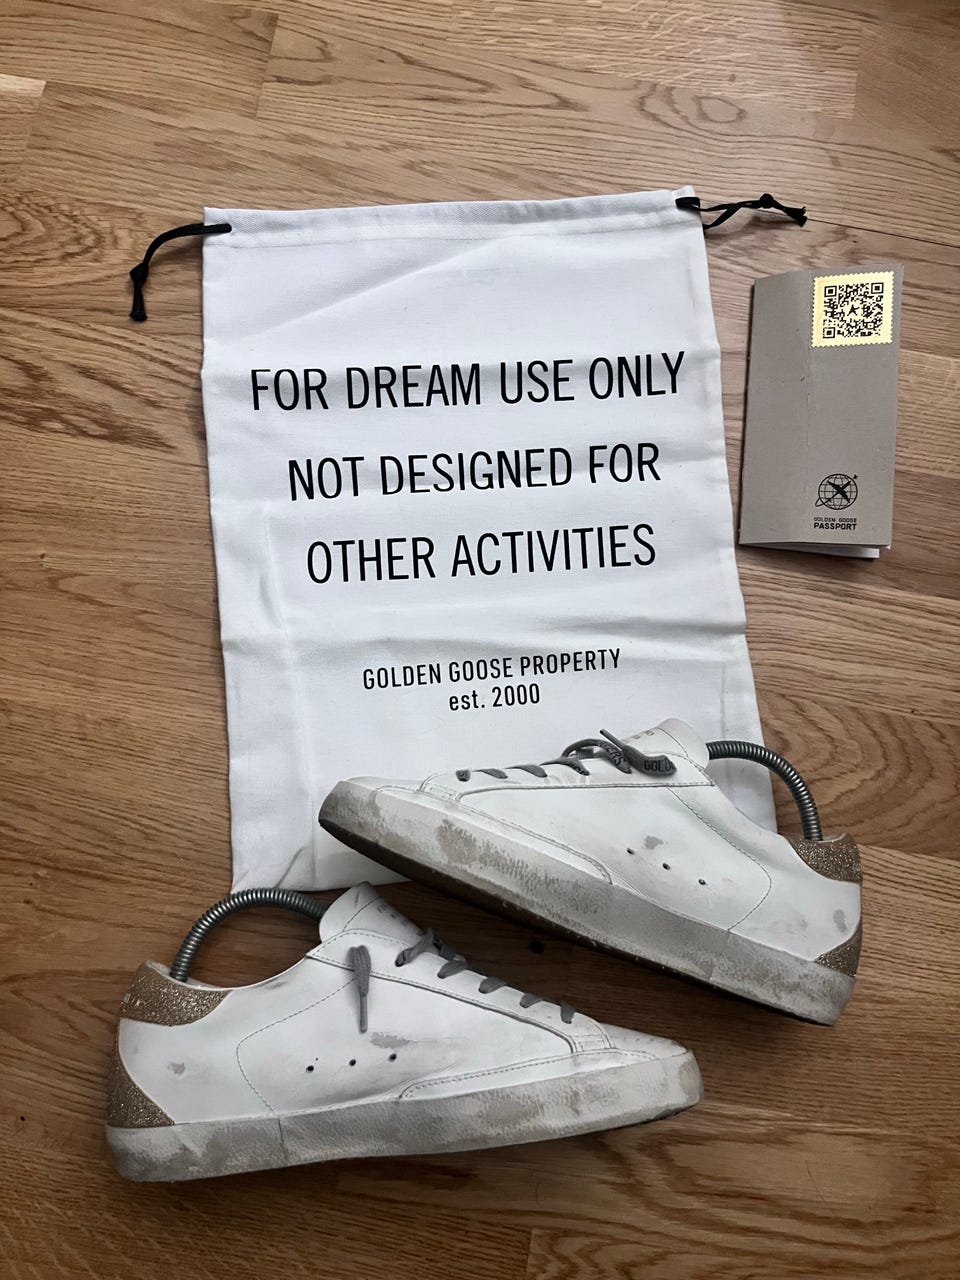 FOR DREAM USE ONLY
NOT DESIGNED FOR
OTHER ACTIVITIES
GOLDEN GOOSE PROPERTY
est. 2000
GOLDEN GOOSE
PASSPORT